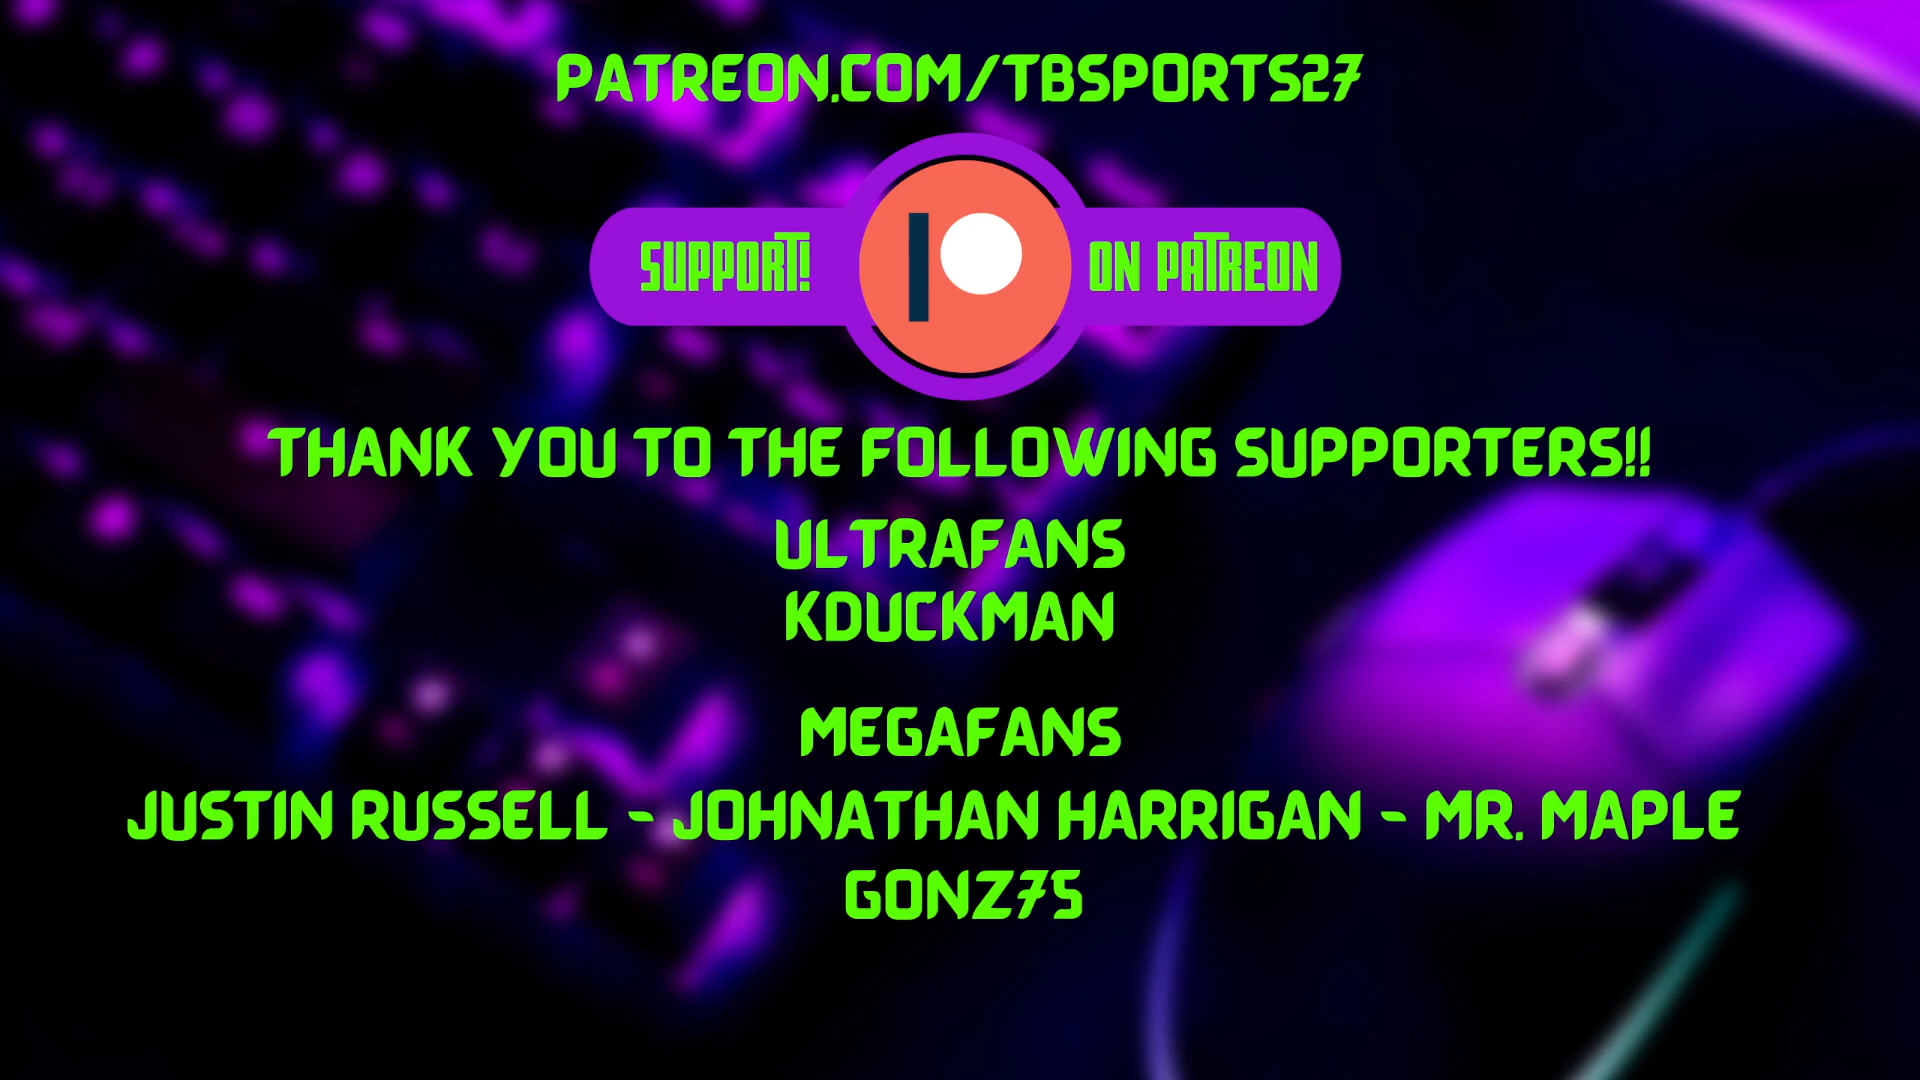 PATREON.COM/TBSPORTS27
SUPPORT! ON PATREON
THANK YOU TO THE FOLLOWING SUPPORTERS!!
ULTRAFANS
KDUCKMAN
MEGAFANS
JUSTIN RUSSELL - JOHNATHAN HARRIGAN - MR. MAPLE
GONZ75